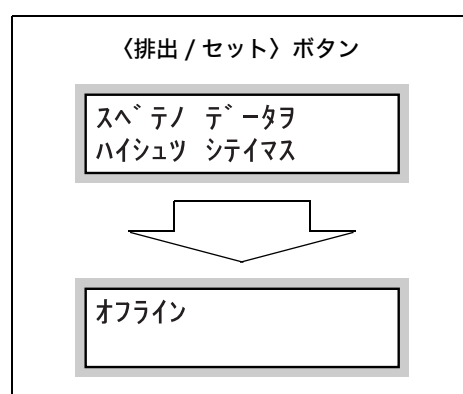 〈排出 / セット〉ボタン
スベテノ データヲ
ハイシュツ シテイマス
オフライン